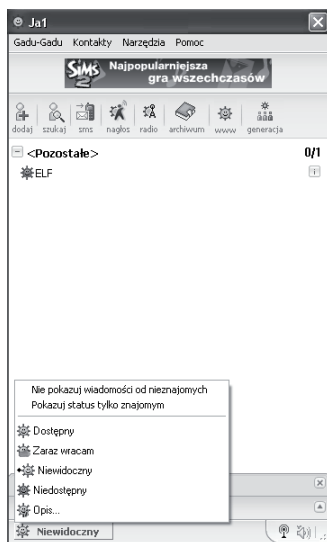 Ja1
Gadu-Gadu Kontakty Narzędzia Pomoc
The SiMS Najpopularniejsza
gra wszechczasów
dodaj szukaj sms nagłos radio archiwum www generacja
<Pozostałe> 0/1
ELF
Nie pokazuj wiadomości od nieznajomych
Pokazuj status tylko znajomym
Dostępny
Zaraz wracam
Niewidoczny
Niedostępny
Opis...
Niewidoczny